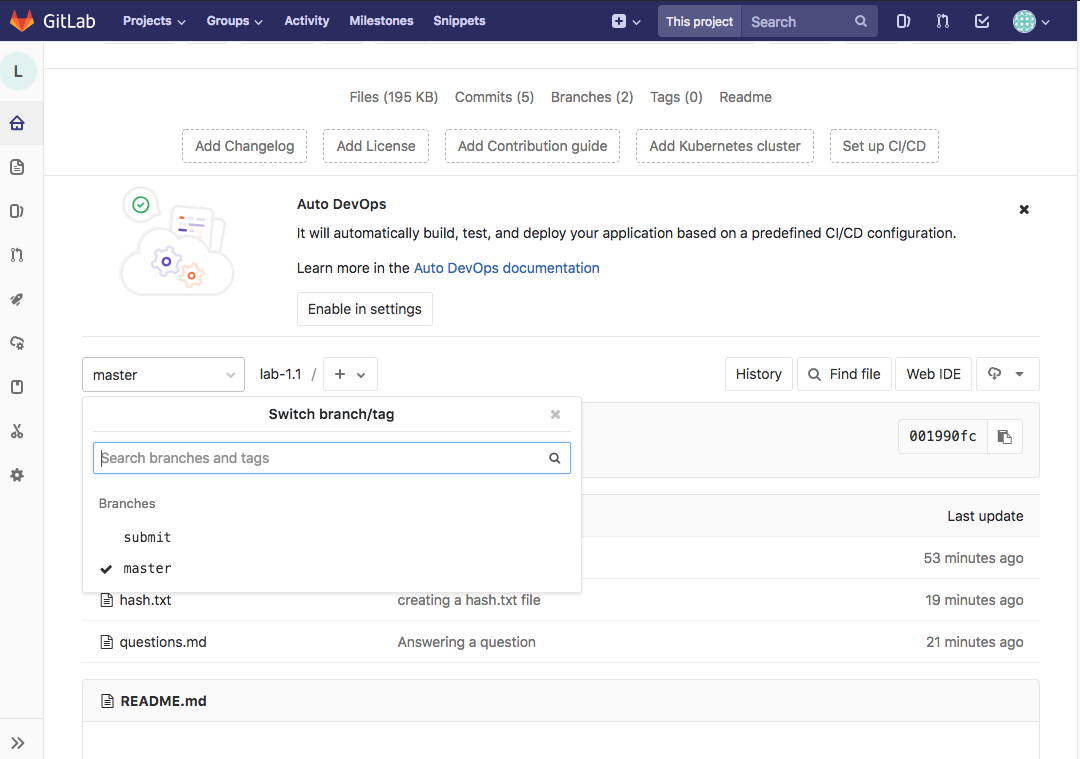 GitLab Projects Groups Activity Milestones Snippets This project Search
L
Files (195 KB) Commits (5) Branches (2) Tags (0) Readme
Add Changelog Add License Add Contribution guide Add Kubernetes cluster Set up CI/CD
Auto DevOps
It will automatically build, test, and deploy your application based on a predefined CI/CD configuration.
Learn more in the Auto DevOps documentation
Enable in settings
master lab-1.1 / + History Find file Web IDE
Switch branch/tag
001990fc
Search branches and tags
Branches
Last update
submit
53 minutes ago
master
hash.txt creating a hash.txt file 19 minutes ago
questions.md Answering a question 21 minutes ago
README.md